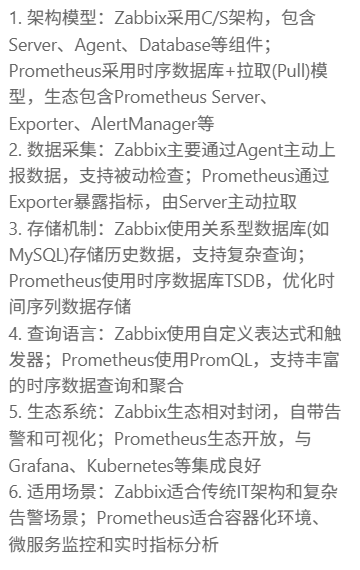 1. 架构模型：Zabbix采用C/S架构，包含
Server、Agent、Database等组件；
Prometheus采用时序数据库+拉取(Pull)模
型，生态包含Prometheus Server、
Exporter、AlertManager等
2. 数据采集：Zabbix主要通过Agent主动上
报数据，支持被动检查；Prometheus通过
Exporter暴露指标，由Server主动拉取
3. 存储机制：Zabbix使用关系型数据库(如
MySQL)存储历史数据，支持复杂查询；
Prometheus使用时序数据库TSDB，优化时
间序列数据存储
4. 查询语言：Zabbix使用自定义表达式和触
发器；Prometheus使用PromQL，支持丰富
的时序数据查询和聚合
5. 生态系统：Zabbix生态相对封闭，自带告
警和可视化；Prometheus生态开放，与
Grafana、Kubernetes等集成良好
6. 适用场景：Zabbix适合传统IT架构和复杂
告警场景；Prometheus适合容器化环境、
微服务监控和实时指标分析